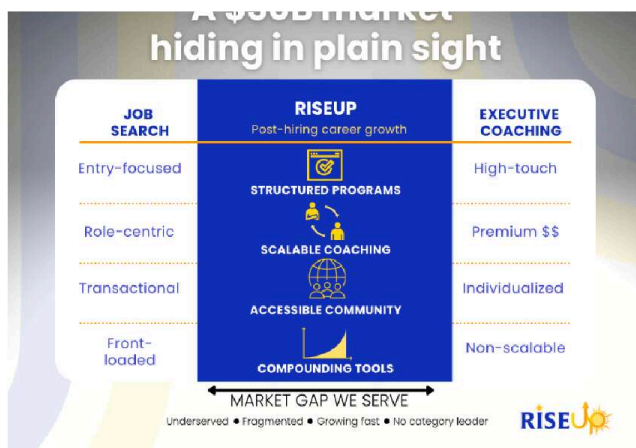 hiding in plain sight
JOB
SEARCH
RISEUP
Post-hiring career growth
EXECUTIVE
COACHING
Entry-focused
STRUCTURED PROGRAMS
High-touch
Role-centric
SCALABLE COACHING
Premium $$
Transactional
ACCESSIBLE COMMUNITY
Individualized
Front-
loaded
COMPOUNDING TOOLS
Non-scalable
MARKET GAP WE SERVE
Underserved ● Fragmented ● Growing fast ● No category leader
RISEUp